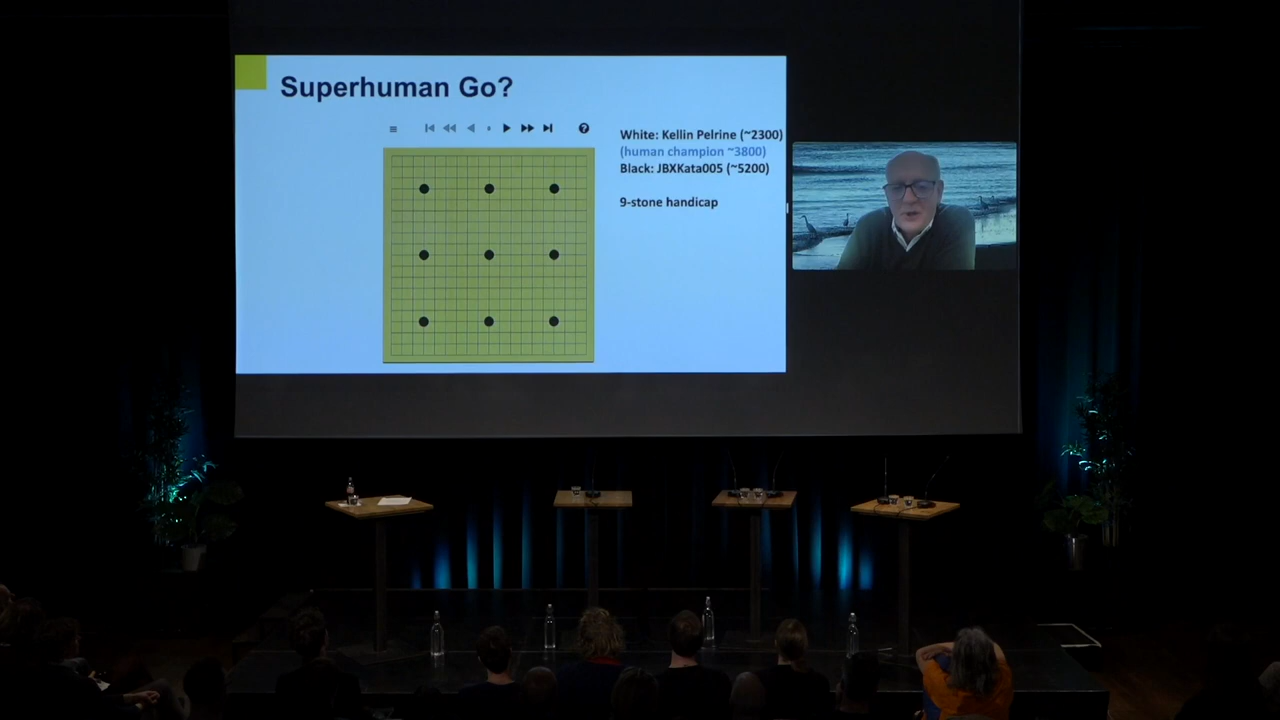 Superhuman Go?
White: Kellin Pelrine (~2300)
(human champion ~3800)
Black: JBXKata005 (~5200)
9-stone handicap